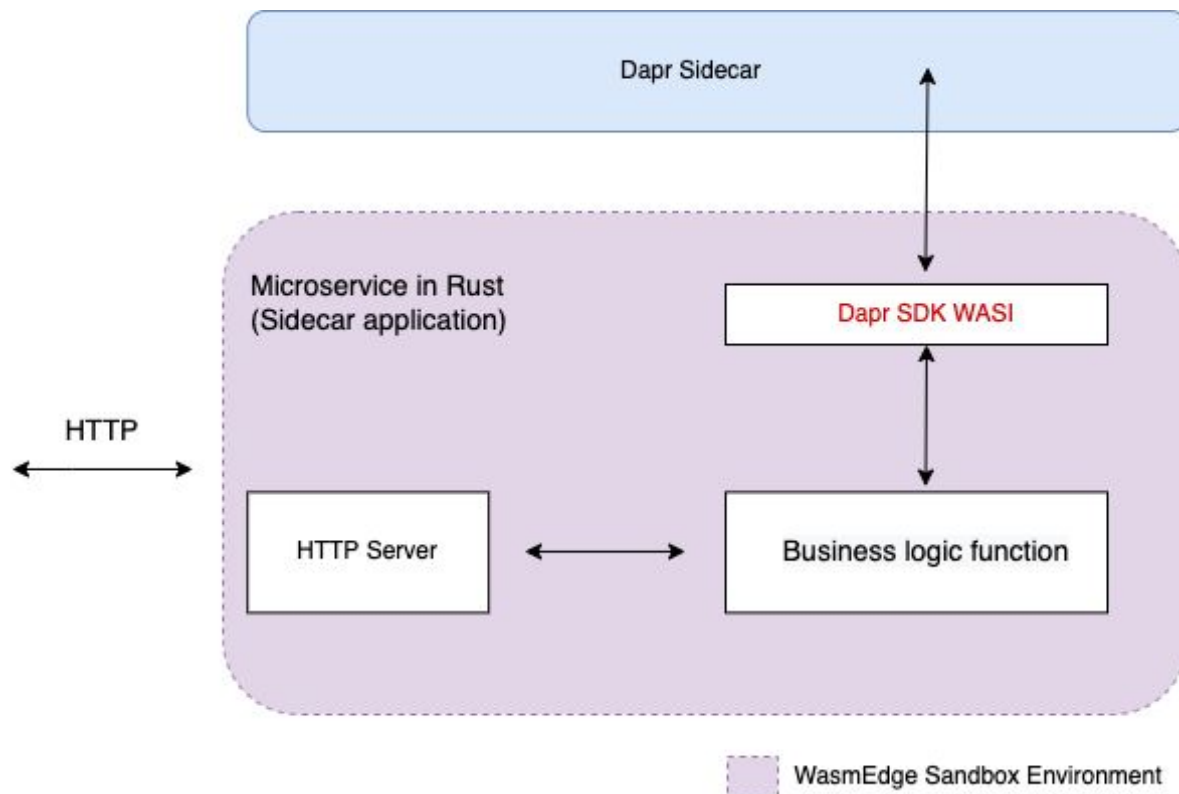 Dapr Sidecar
Microservice in Rust
(Sidecar application)
Dapr SDK WASI
HTTP
HTTP Server
Business logic function
WasmEdge Sandbox Environment